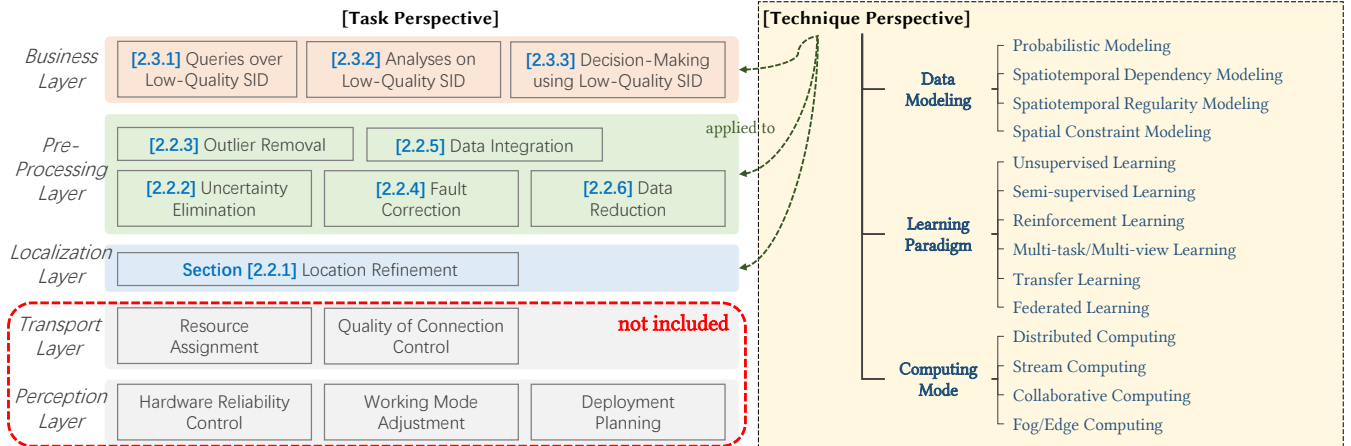 [Task Perspective]
Business
Layer
[2.3.1] Queries over
Low-Quality SID
[2.3.2] Analyses on
Low-Quality SID
[2.3.3] Decision-Making
using Low-Quality SID
Pre-
Processing
Layer
[2.2.3] Outlier Removal
[2.2.5] Data Integration
[2.2.2] Uncertainty
Elimination
[2.2.4] Fault
Correction
[2.2.6] Data
Reduction
Localization
Layer
Section [2.2.1] Location Refinement
Transport
Layer
Resource
Assignment
Quality of Connection
Control
not included
Perception
Layer
Hardware Reliability
Control
Working Mode
Adjustment
Deployment
Planning
[Technique Perspective]
applied to
Data
Modeling
Probabilistic Modeling
Spatiotemporal Dependency Modeling
Spatiotemporal Regularity Modeling
Spatial Constraint Modeling
Learning
Paradigm
Unsupervised Learning
Semi-supervised Learning
Reinforcement Learning
Multi-task/Multi-view Learning
Transfer Learning
Federated Learning
Computing
Mode
Distributed Computing
Stream Computing
Collaborative Computing
Fog/Edge Computing